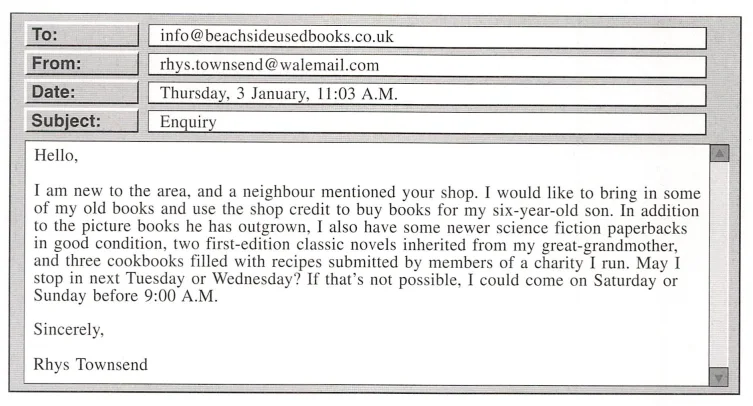 To: info@beachsideusedbooks.co.uk
From: rhys.townsend@walemail.com
Date: Thursday, 3 January, 11:03 A.M.
Subject: Enquiry
Hello,
I am new to the area, and a neighbour mentioned your shop. I would like to bring in some
of my old books and use the shop credit to buy books for my six-year-old son. In addition
to the picture books he has outgrown, I also have some newer science fiction paperbacks
in good condition, two first-edition classic novels inherited from my great-grandmother,
and three cookbooks filled with recipes submitted by members of a charity I run. May I
stop in next Tuesday or Wednesday? If that's not possible, I could come on Saturday or
Sunday before 9:00 A.M.
Sincerely,
Rhys Townsend